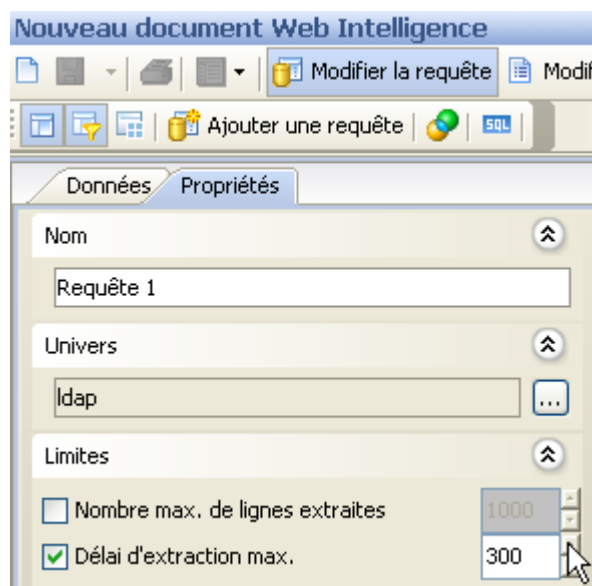 Nouveau document Web Intelligence
Modifier la requête Modif
Ajouter une requête SQL
Données Propriétés
Nom
Requête 1
Univers
ldap
...
Limites
Nombre max. de lignes extraites 1000
Délai d'extraction max. 300